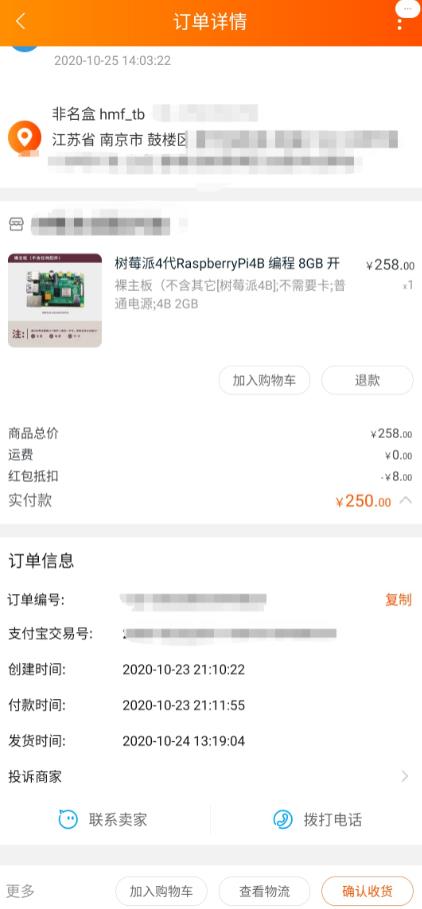 订单详情
2020-10-25 14:03:22
非名盒 hmf_tb
江苏省 南京市 鼓楼区
裸主板（不含任何配件）
注:
树莓派4代RaspberryPi4B 编程 8GB 开
¥258.00
裸主板（不含其它[树莓派4B];不需要卡;普
x1
通电源;4B 2GB
加入购物车
退款
商品总价
¥258.00
运费
¥0.00
红包抵扣
-¥8.00
实付款
¥250.00
订单信息
订单编号:
复制
支付宝交易号:
创建时间:
2020-10-23 21:10:22
付款时间:
2020-10-23 21:11:55
发货时间:
2020-10-24 13:19:04
投诉商家
联系卖家
拨打电话
更多
加入购物车
查看物流
确认收货